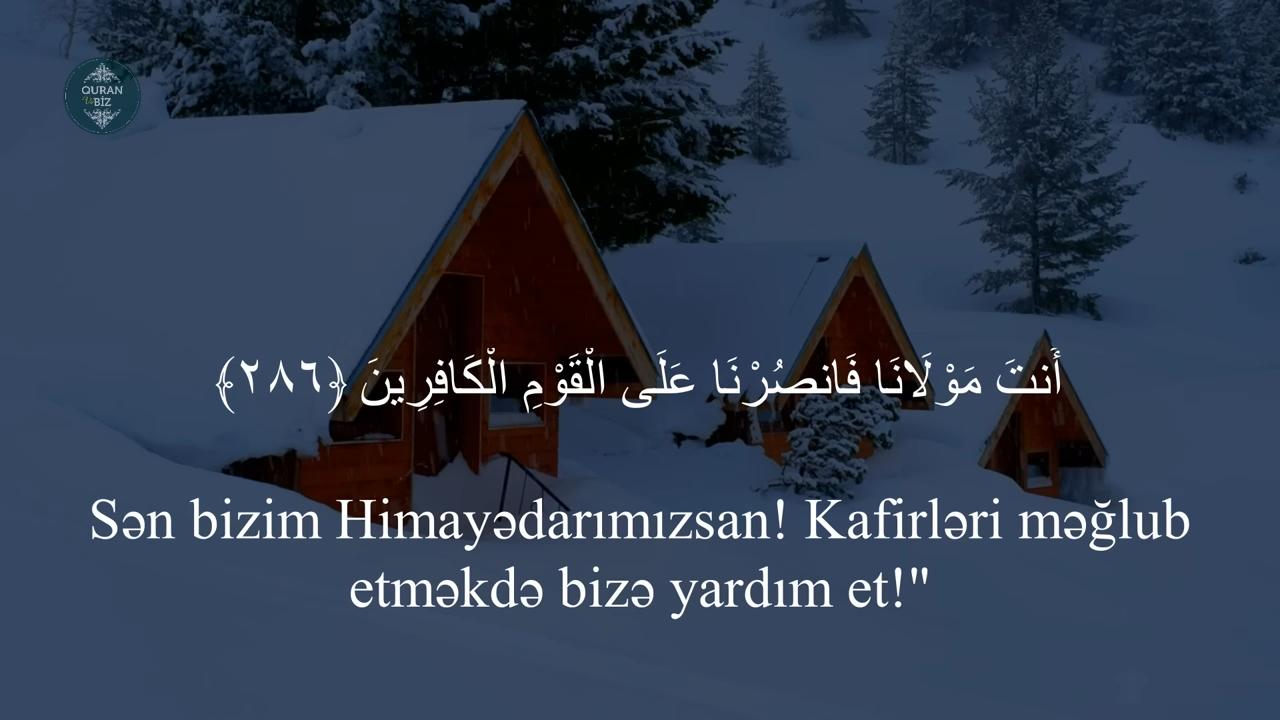 QURAN
Və
BİZ
أَنتَ مَوْلَانَا فَانصُرْنَا عَلَى الْقَوْمِ الْكَافِرِينَ ﴿٢٨٦﴾
Sən bizim Himayədarımızsan! Kafirləri məğlub
etməkdə bizə yardım et!"